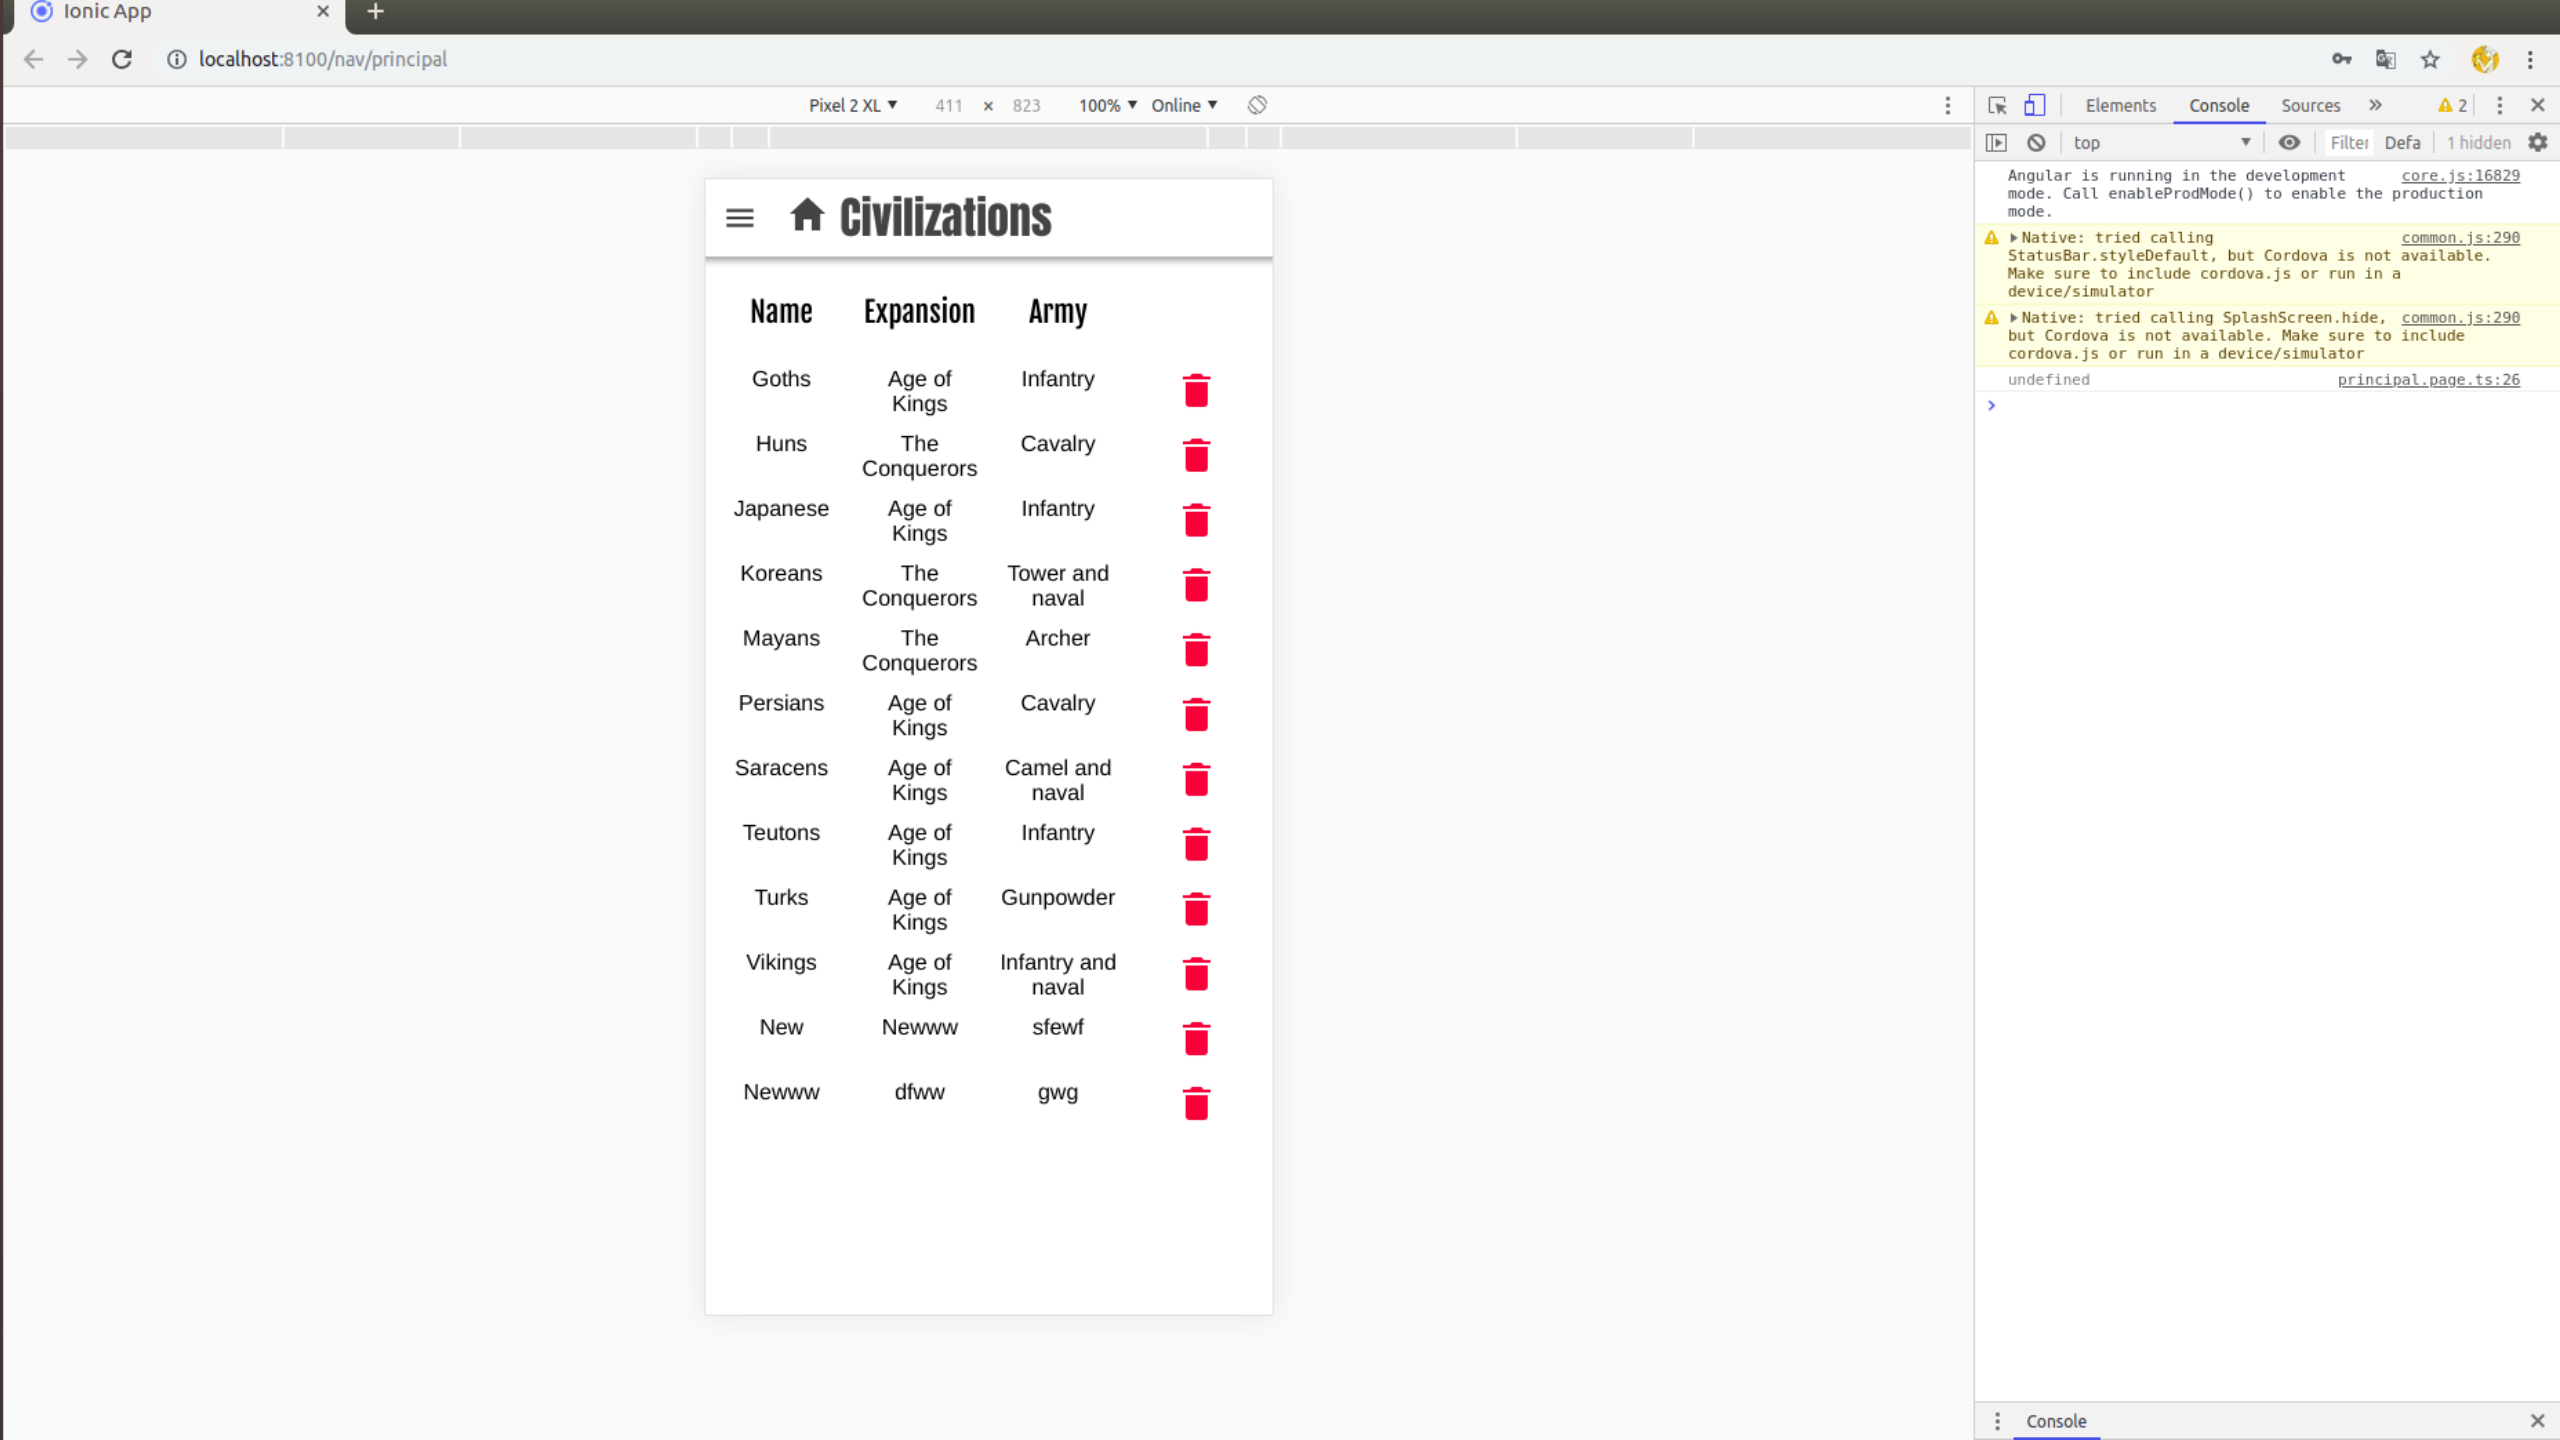 Ionic App
localhost:8100/nav/principal
Pixel 2 XL 411 × 823 100% Online
Elements Console Sources 2
top Filter Defa 1 hidden
Civilizations
Name Expansion Army
Goths Age of Infantry
Kings
Huns The Cavalry
Conquerors
Japanese Age of Infantry
Kings
Koreans The Tower and
Conquerors naval
Mayans The Archer
Conquerors
Persians Age of Cavalry
Kings
Saracens Age of Camel and
Kings naval
Teutons Age of Infantry
Kings
Turks Age of Gunpowder
Kings
Vikings Age of Infantry and
Kings naval
New Newww sfewf
Newww dfww gwg
Angular is running in the development core.js:16829
mode. Call enableProdMode() to enable the production
mode.
Native: tried calling common.js:290
StatusBar.styleDefault, but Cordova is not available.
Make sure to include cordova.js or run in a
device/simulator
Native: tried calling SplashScreen.hide, common.js:290
but Cordova is not available. Make sure to include
cordova.js or run in a device/simulator
undefined principal.page.ts:26
Console